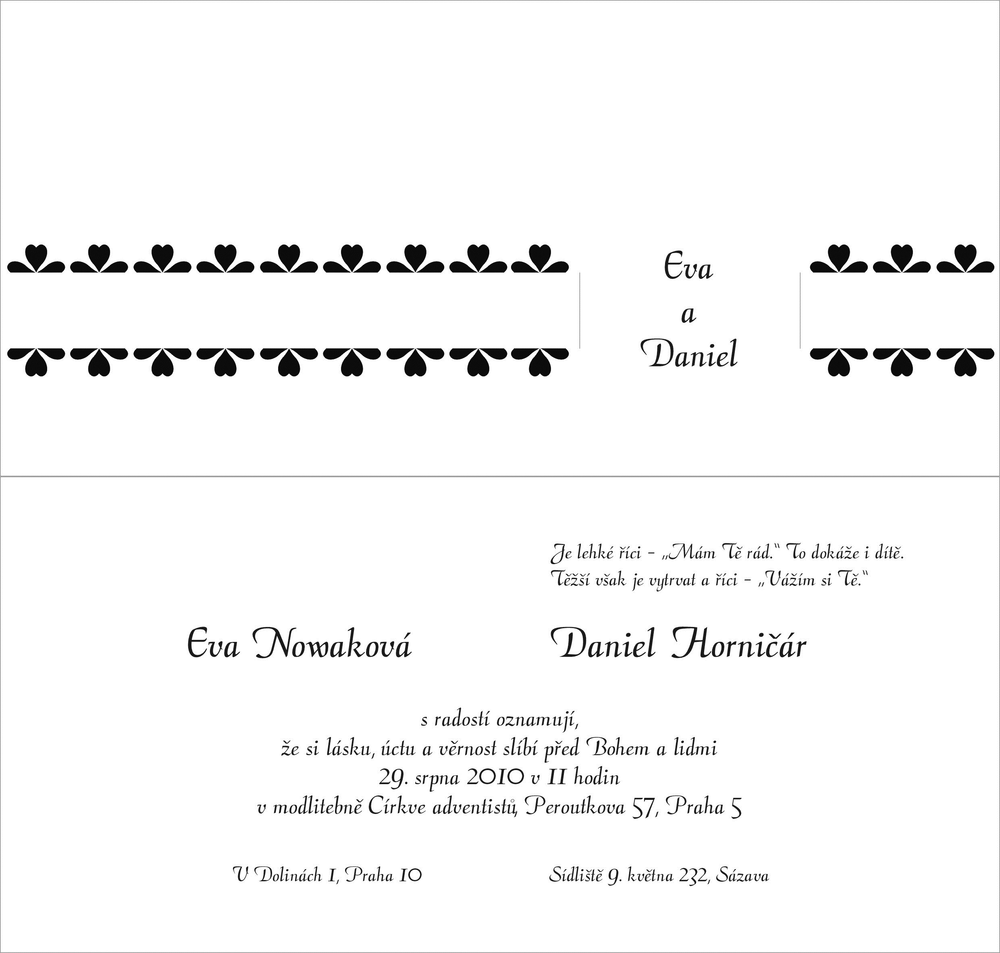 Eva
a
Daniel
Je lehké říci – „Mám Tě rád.“ To dokáže i dítě.
Těžší však je vytrvat a říci – „Vážím si Tě.“
Eva Nowaková
Daniel Horničár
s radostí oznamují,
že si lásku, úctu a věrnost slíbí před Bohem a lidmi
29. srpna 2010 v 11 hodin
v modlitebně Církve adventistů, Peroutkova 57, Praha 5
V Dolinách 1, Praha 10
Sídliště 9. května 232, Sázava